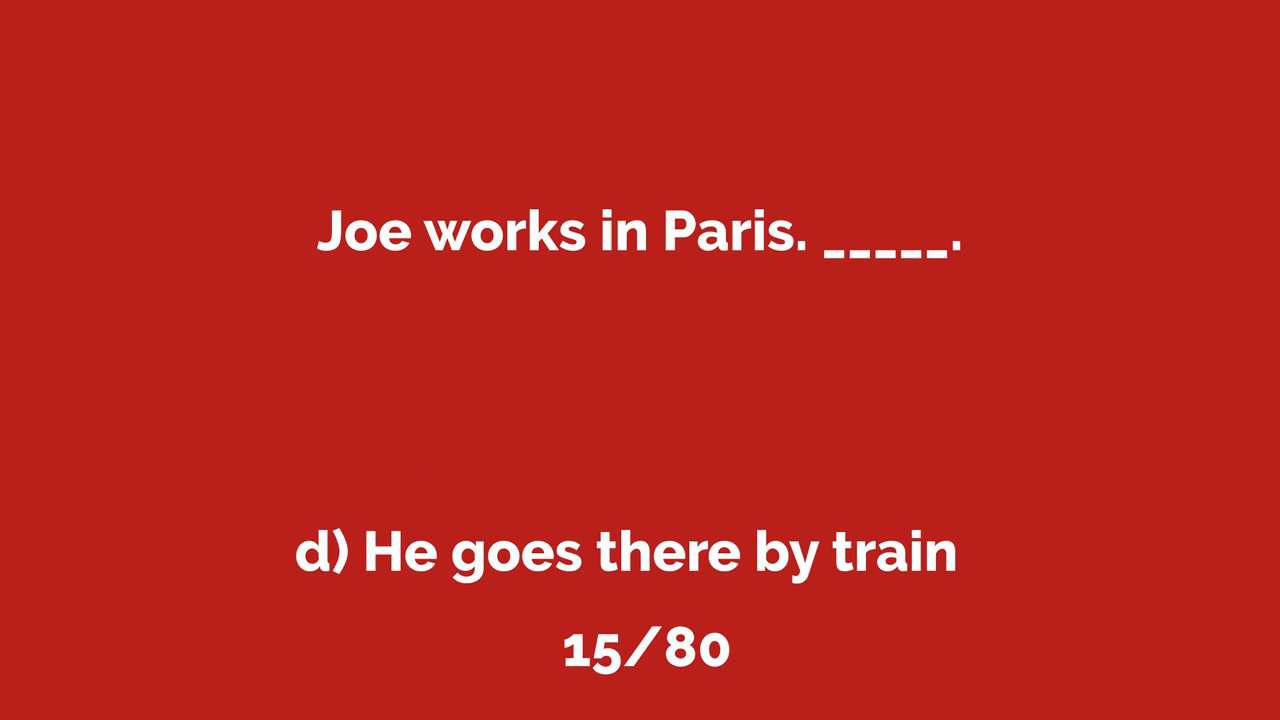 Joe works in Paris. _____.
d) He goes there by train
15/80